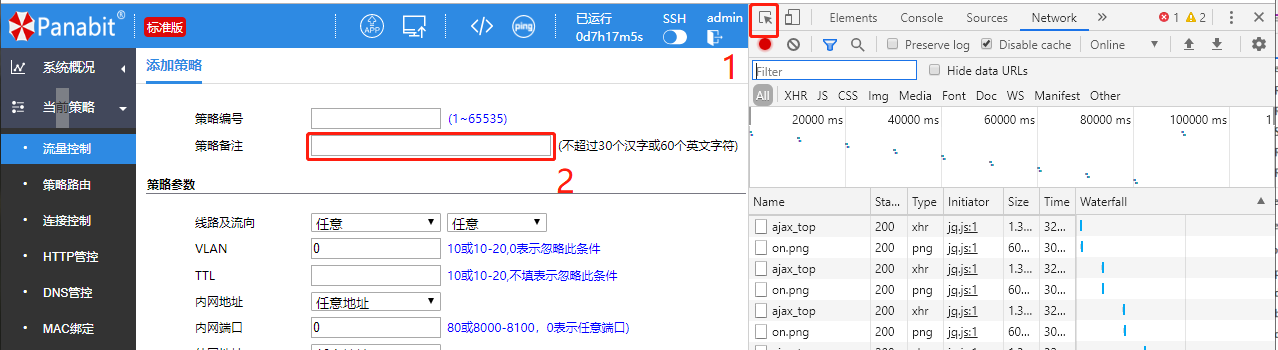 Panabit® 标准版 APP </> ping 已运行 0d7h17m5s SSH admin
系统概况
当前策略
流量控制
策略路由
连接控制
HTTP管控
DNS管控
MAC绑定
添加策略
1
策略编号 (1~65535)
策略备注 (不超过30个汉字或60个英文字符)
2
策略参数
线路及流向 任意 任意
VLAN 0 10或10-20,0表示忽略此条件
TTL 10或10-20,不填表示忽略此条件
内网地址 任意地址
内网端口 0 80或8000-8100，0表示任意端口)
Elements Console Sources Network » 1 2
Preserve log Disable cache Online
Filter Hide data URLs
All XHR JS CSS Img Media Font Doc WS Manifest Other
20000 ms 40000 ms 60000 ms 80000 ms 100000 ms 1
Name Sta... Type Initiator Size Time Waterfall
ajax_top 200 xhr jq.js:1 1.3... 32...
on.png 200 png jq.js:1 60... 30...
ajax_top 200 xhr jq.js:1 1.3... 32...
on.png 200 png jq.js:1 60... 30...
ajax_top 200 xhr jq.js:1 1.3... 32...
on.png 200 png jq.js:1 60... 30...